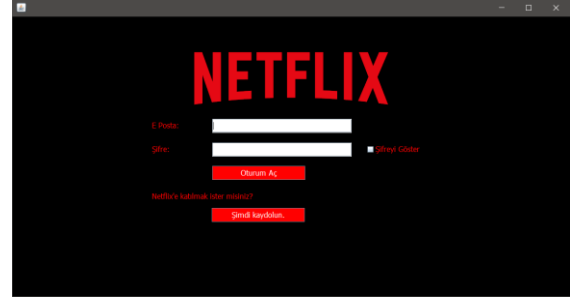 NETFLIX
E Posta:
Şifre:
Şifreyi Göster
Oturum Aç
Netflix'e katılmak ister misiniz?
Şimdi kaydolun.